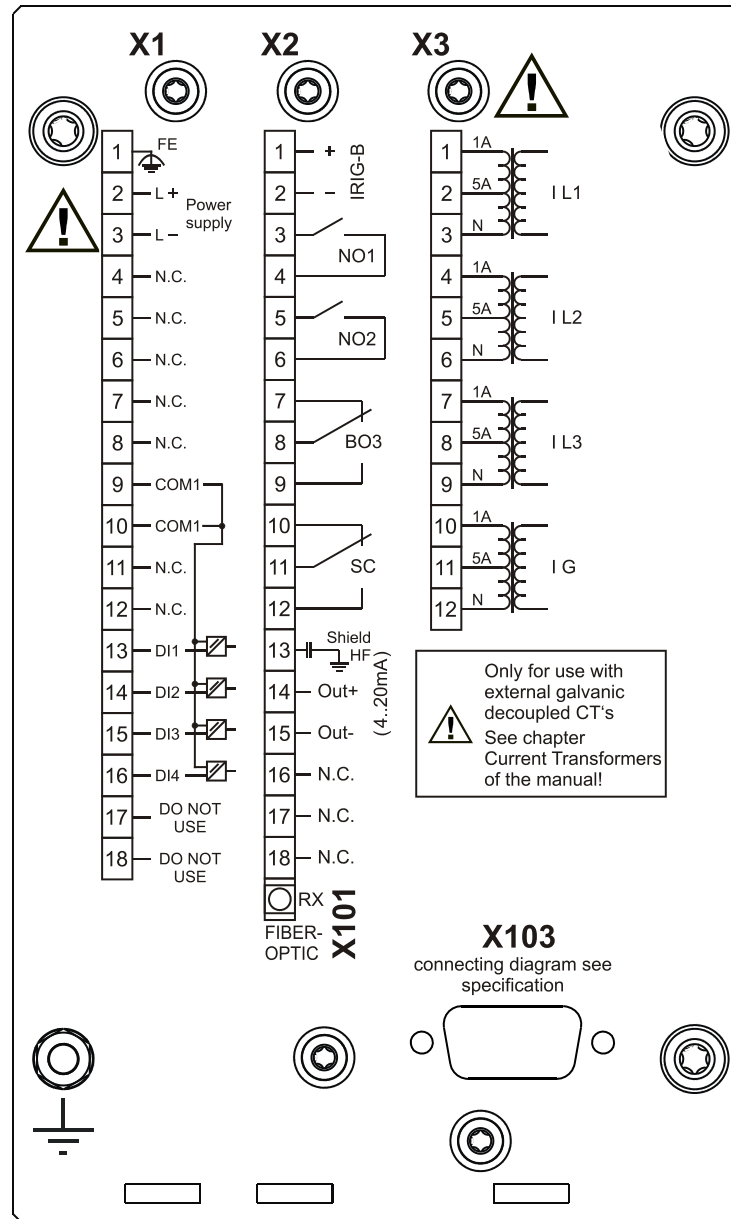 X1
X2
X3
1 FE
2 L+
3 L−
Power
supply
4 N.C.
5 N.C.
6 N.C.
7 N.C.
8 N.C.
9 COM1
10 COM1
11 N.C.
12 N.C.
13 DI1
14 DI2
15 DI3
16 DI4
17 DO NOT
USE
18 DO NOT
USE
1 +
2 −
IRIG-B
3
4
NO1
5
6
NO2
7
8 BO3
9
10
11 SC
12
13 Shield
HF
14 Out+
15 Out-
(4..20mA)
16 N.C.
17 N.C.
18 N.C.
RX
X101
FIBER-
OPTIC
1 1A
2 5A I L1
3 N
4 1A
5 5A I L2
6 N
7 1A
8 5A I L3
9 N
10 1A
11 5A I G
12 N
Only for use with
external galvanic
decoupled CT‘s
See chapter
Current Transformers
of the manual!
X103
connecting diagram see
specification